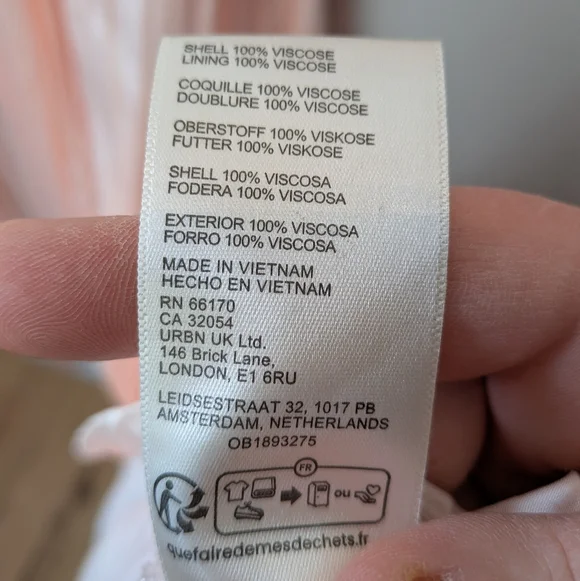 SHELL 100% VISCOSE
LINING 100% VISCOSE
COQUILLE 100% VISCOSE
DOUBLURE 100% VISCOSE
OBERSTOFF 100% VISKOSE
FUTTER 100% VISKOSE
SHELL 100% VISCOSA
FODERA 100% VISCOSA
EXTERIOR 100% VISCOSA
FORRO 100% VISCOSA
MADE IN VIETNAM
HECHO EN VIETNAM
RN 66170
CA 32054
URBN UK Ltd.
146 Brick Lane,
LONDON, E1 6RU
LEIDSESTRAAT 32, 1017 PB
AMSTERDAM, NETHERLANDS
OB1893275
FR
ou
quefairedemesdechets.fr